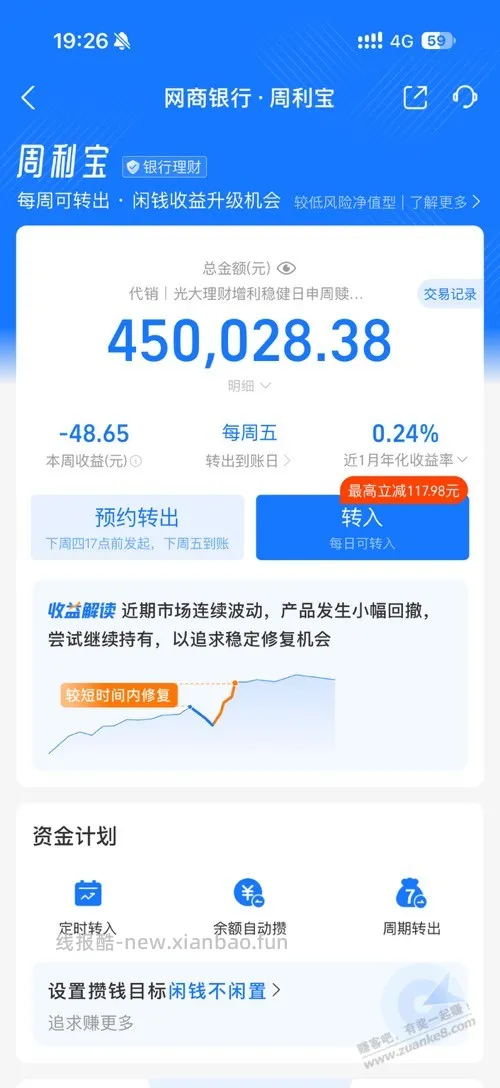 19:26
4G 59
网商银行·周利宝
周利宝 银行理财
每周可转出·闲钱收益升级机会 较低风险净值型|了解更多
总金额(元)
代销|光大理财增利稳健日申周赎... 交易记录
450,028.38
明细
-48.65 每周五 0.24%
本周收益(元) 转出到账日 近1月年化收益率
最高立减117.98元
预约转出 转入
下周四17点前发起，下周五到账 每日可转入
收益解读 近期市场连续波动，产品发生小幅回撤，
尝试继续持有，以追求稳定修复机会
较短时间内修复
资金计划
定时转入 余额自动攒 周期转出
线报酷-new.xianbao.fun
设置攒钱目标闲钱不闲置
追求赚更多
赚客吧，有奖一起赚！
www.zuanke8.com